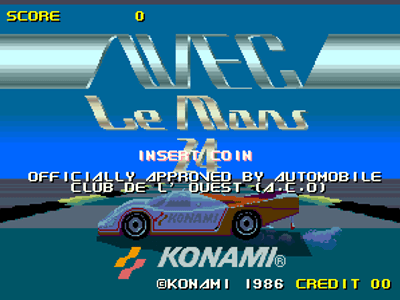 SCORE 0
AVEC
Le Mans
24
INSERT COIN
OFFICIALLY APPROVED BY AUTOMOBILE
CLUB DE L' OUEST (A.C.O)
KONAMI
KONAMI®
©KONAMI 1986 CREDIT 00